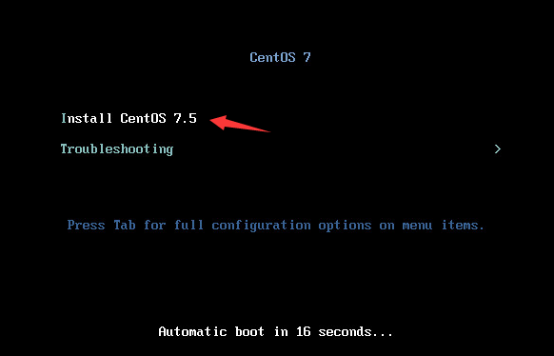 CentOS 7
Install CentOS 7.5
Troubleshooting >
Press Tab for full configuration options on menu items.
Automatic boot in 16 seconds...